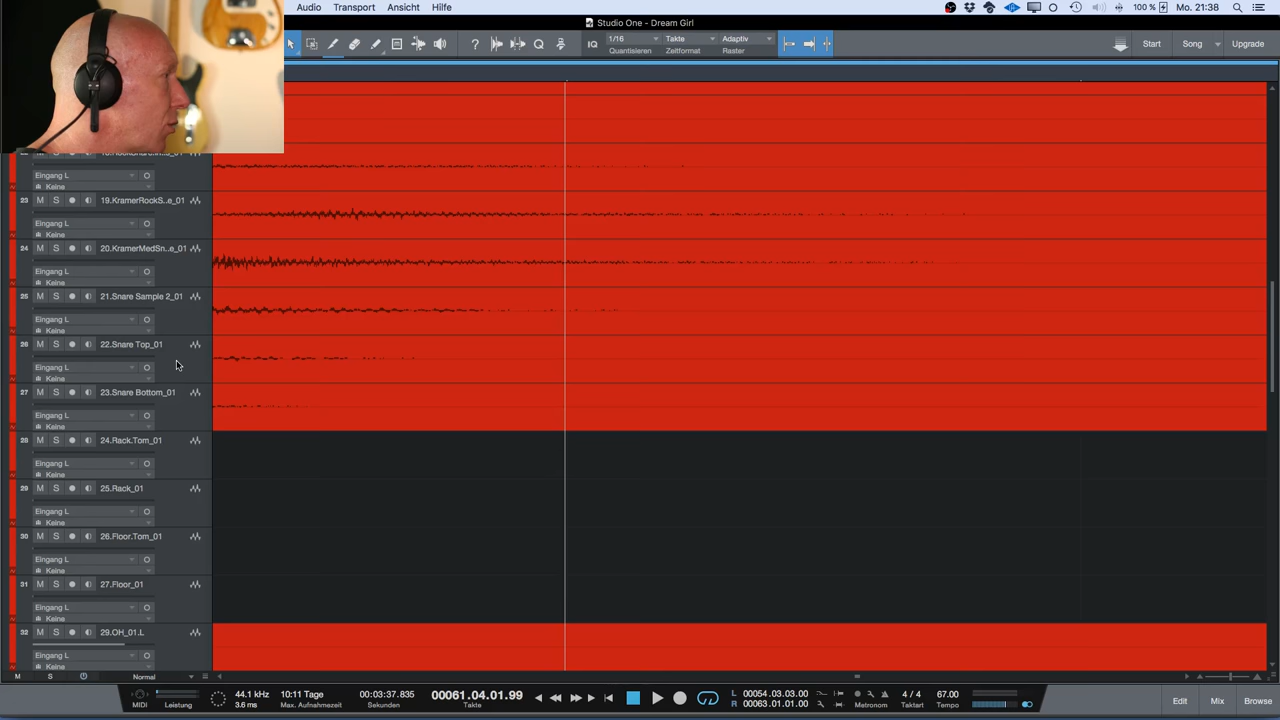 Audio Transport Ansicht Fenster Hilfe
100 % Mo. 21:38
Studio One - Dream Girl
? Q IQ 1/16 Takte Adaptiv Start Song Upgrade
Quantisieren Zeitformat Raster
Eingang L
Keine
23 M S 19.KramerRockS..e_01
Eingang L
Keine
24 M S 20.KramerMedSn..e_01
Eingang L
Keine
25 M S 21.Snare Sample 2_01
Eingang L
Keine
26 M S 22.Snare Top_01
Eingang L
Keine
27 M S 23.Snare Bottom_01
Eingang L
Keine
28 M S 24.Rack.Tom_01
Eingang L
Keine
29 M S 25.Rack_01
Eingang L
Keine
30 M S 26.Floor.Tom_01
Eingang L
Keine
31 M S 27.Floor_01
Eingang L
Keine
32 M S 29.OH_01.L
Eingang L
Keine
M S Normal
44.1 kHz 10:11 Tage 00:03:37.835 00061.04.01.99 L 00054.03.03.00 4 / 4 67.00
MIDI Leistung 3.6 ms Max. Aufnahmezeit Sekunden Takte R 00063.01.01.00 Metronom Taktart Tempo
Edit Mix Browse